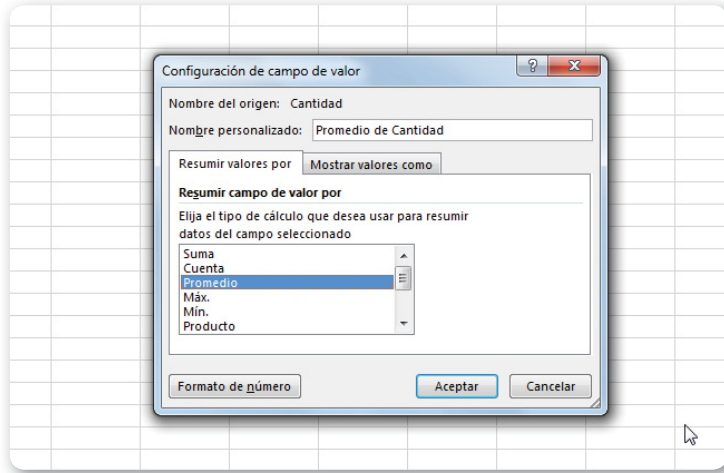 Configuración de campo de valor
Nombre del origen: Cantidad
Nombre personalizado: Promedio de Cantidad
Resumir valores por Mostrar valores como
Resumir campo de valor por
Elija el tipo de cálculo que desea usar para resumir
datos del campo seleccionado
Suma
Cuenta
Promedio
Máx.
Mín.
Producto
Formato de número Aceptar Cancelar